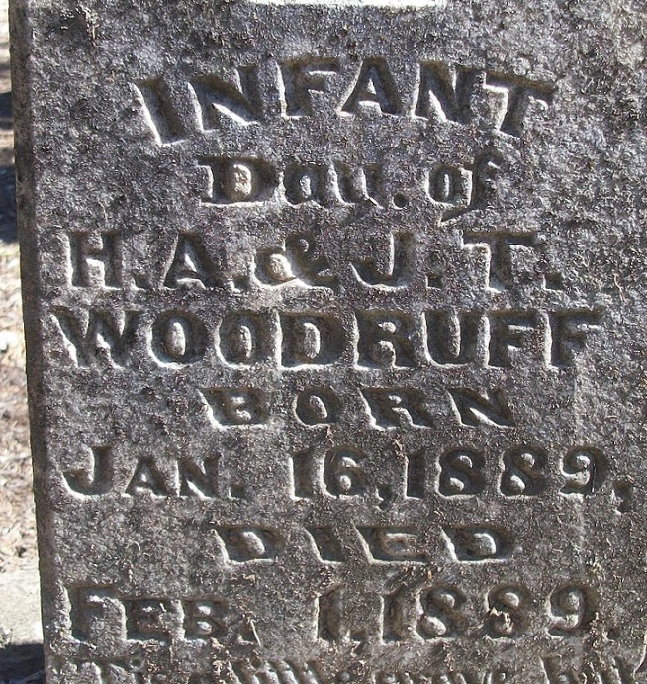 INFANT
Dau. of
H. A. & J. T.
WOODRUFF
BORN
JAN. 16, 1889,
DIED
FEB. 1, 1889.